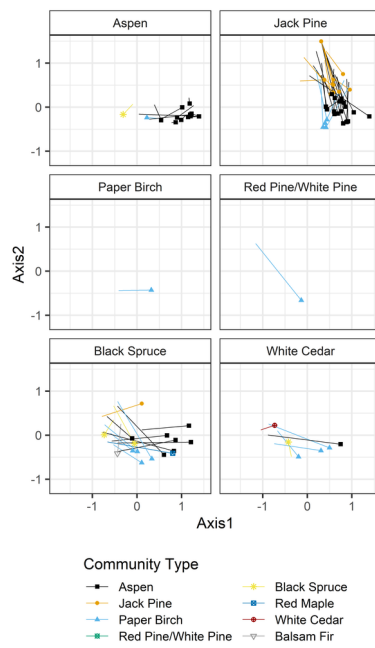 Aspen Jack Pine
1
0
-1
Paper Birch Red Pine/White Pine
1
0
-1
Black Spruce White Cedar
1
0
-1
Axis2
-1 0 1 -1 0 1
Axis1
Community Type
Aspen Black Spruce
Jack Pine Red Maple
Paper Birch White Cedar
Red Pine/White Pine Balsam Fir